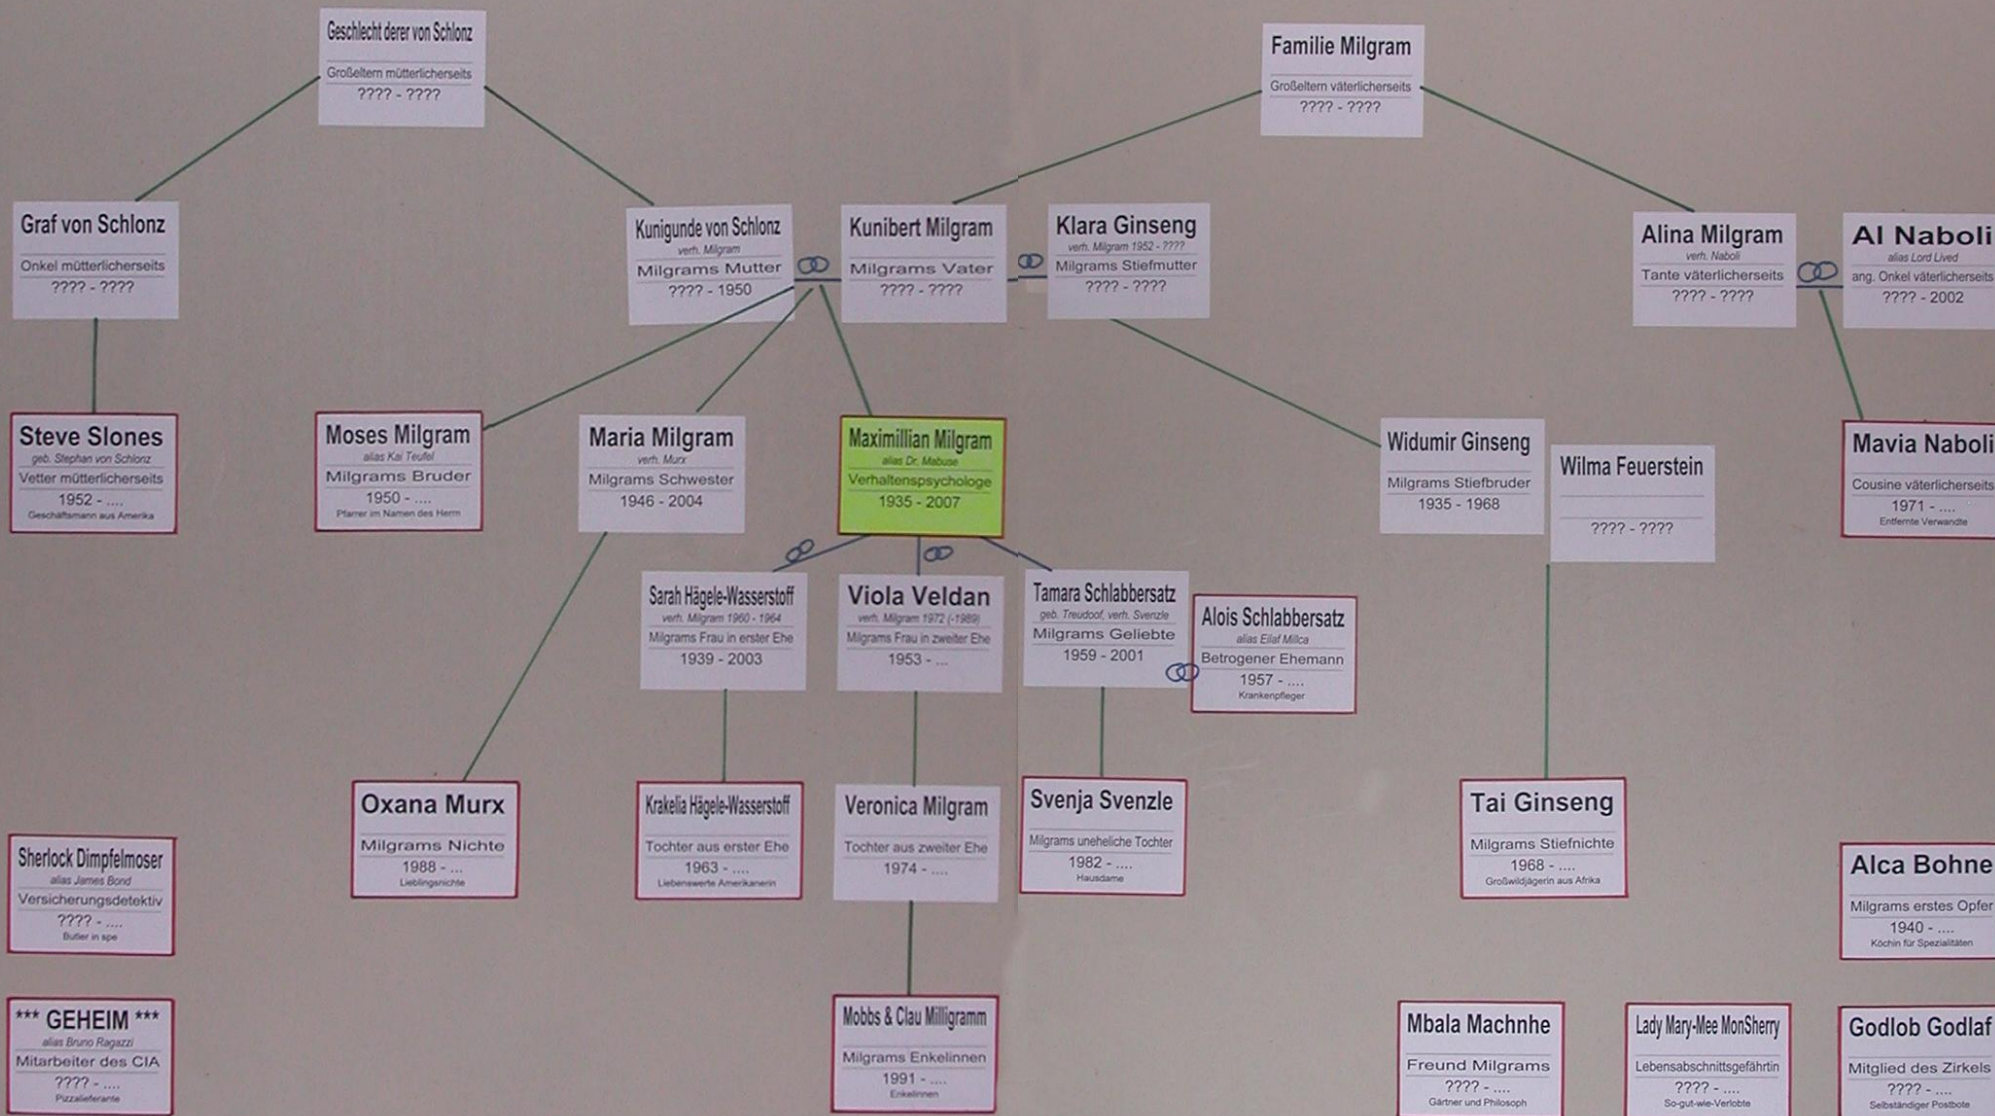 Geschlecht derer von Schlonz
Großeltern mütterlicherseits
???? - ????
Familie Milgram
Großeltern väterlicherseits
???? - ????
Graf von Schlonz
Onkel mütterlicherseits
???? - ????
Kunigunde von Schlonz
verh. Milgram
Milgrams Mutter
???? - 1950
Kunibert Milgram
Milgrams Vater
???? - ????
Klara Ginseng
verh. Milgram 1952 - ????
Milgrams Stiefmutter
???? - ????
Alina Milgram
verh. Naboli
Tante väterlicherseits
???? - ????
Al Naboli
alias Lord Lived
ang. Onkel väterlicherseits
???? - 2002
Steve Slones
geb. Stephan von Schlonz
Vetter mütterlicherseits
1952 - ....
Geschäftsmann aus Amerika
Moses Milgram
alias Kai Teufel
Milgrams Bruder
1950 - ....
Pfarrer im Namen des Herrn
Maria Milgram
verh. Murx
Milgrams Schwester
1946 - 2004
Maximillian Milgram
alias Dr. Mabuse
Verhaltenspsychologe
1935 - 2007
Widumir Ginseng
Milgrams Stiefbruder
1935 - 1968
Wilma Feuerstein
???? - ????
Mavia Naboli
Cousine väterlicherseits
1971 - ....
Entfernte Verwandte
Sarah Hägele-Wasserstoff
verh. Milgram 1960 - 1964
Milgrams Frau in erster Ehe
1939 - 2003
Viola Veldan
verh. Milgram 1972 (-1989)
Milgrams Frau in zweiter Ehe
1953 - ...
Tamara Schlabbersatz
geb. Treudoof, verh. Svenzle
Milgrams Geliebte
1959 - 2001
Alois Schlabbersatz
alias Eilaf Millca
Betrogener Ehemann
1957 - ....
Krankenpfleger
Oxana Murx
Milgrams Nichte
1988 - ...
Lieblingsnichte
Krakelia Hägele-Wasserstoff
Tochter aus erster Ehe
1963 - ....
Liebenswerte Amerikanerin
Veronica Milgram
Tochter aus zweiter Ehe
1974 - ....
Svenja Svenzle
Milgrams uneheliche Tochter
1982 - ....
Hausdame
Tai Ginseng
Milgrams Stiefnichte
1968 - ....
Großwildjägerin aus Afrika
Sherlock Dimpfelmoser
alias James Bond
Versicherungsdetektiv
???? - ....
Butler in spe
Alca Bohne
Milgrams erstes Opfer
1940 - ....
Köchin für Spezialitäten
*** GEHEIM ***
alias Bruno Ragazzi
Mitarbeiter des CIA
???? - ....
Pizzalieferante
Mobbs & Clau Milligramm
Milgrams Enkelinnen
1991 - ....
Enkelinnen
Mbala Machnhe
Freund Milgrams
???? - ....
Gärtner und Philosoph
Lady Mary-Mee MonSherry
Lebensabschnittsgefährtin
???? - ....
So-gut-wie-Verlobte
Godlob Godlaf
Mitglied des Zirkels
???? - ....
Selbständiger Postbote